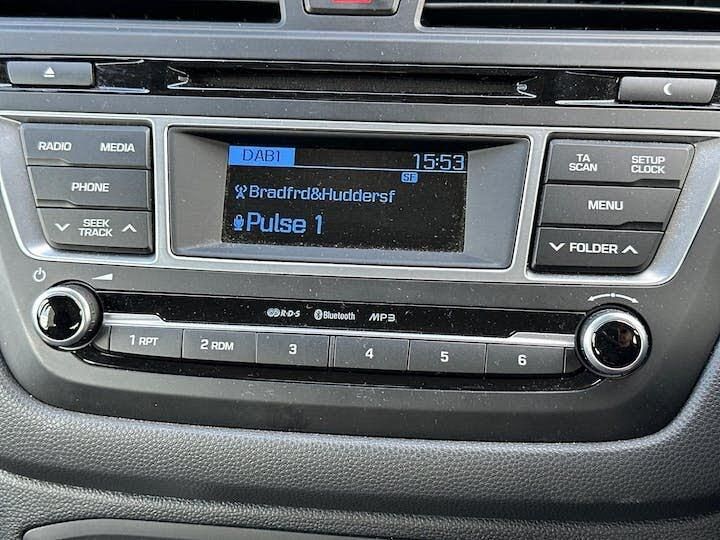 RADIO MEDIA
PHONE
SEEK
TRACK
DAB1 15:53
SF
Bradfrd&Huddersf
Pulse 1
TA
SCAN
SETUP
CLOCK
MENU
FOLDER
R·D·S Bluetooth MP3
1 RPT 2 RDM 3 4 5 6